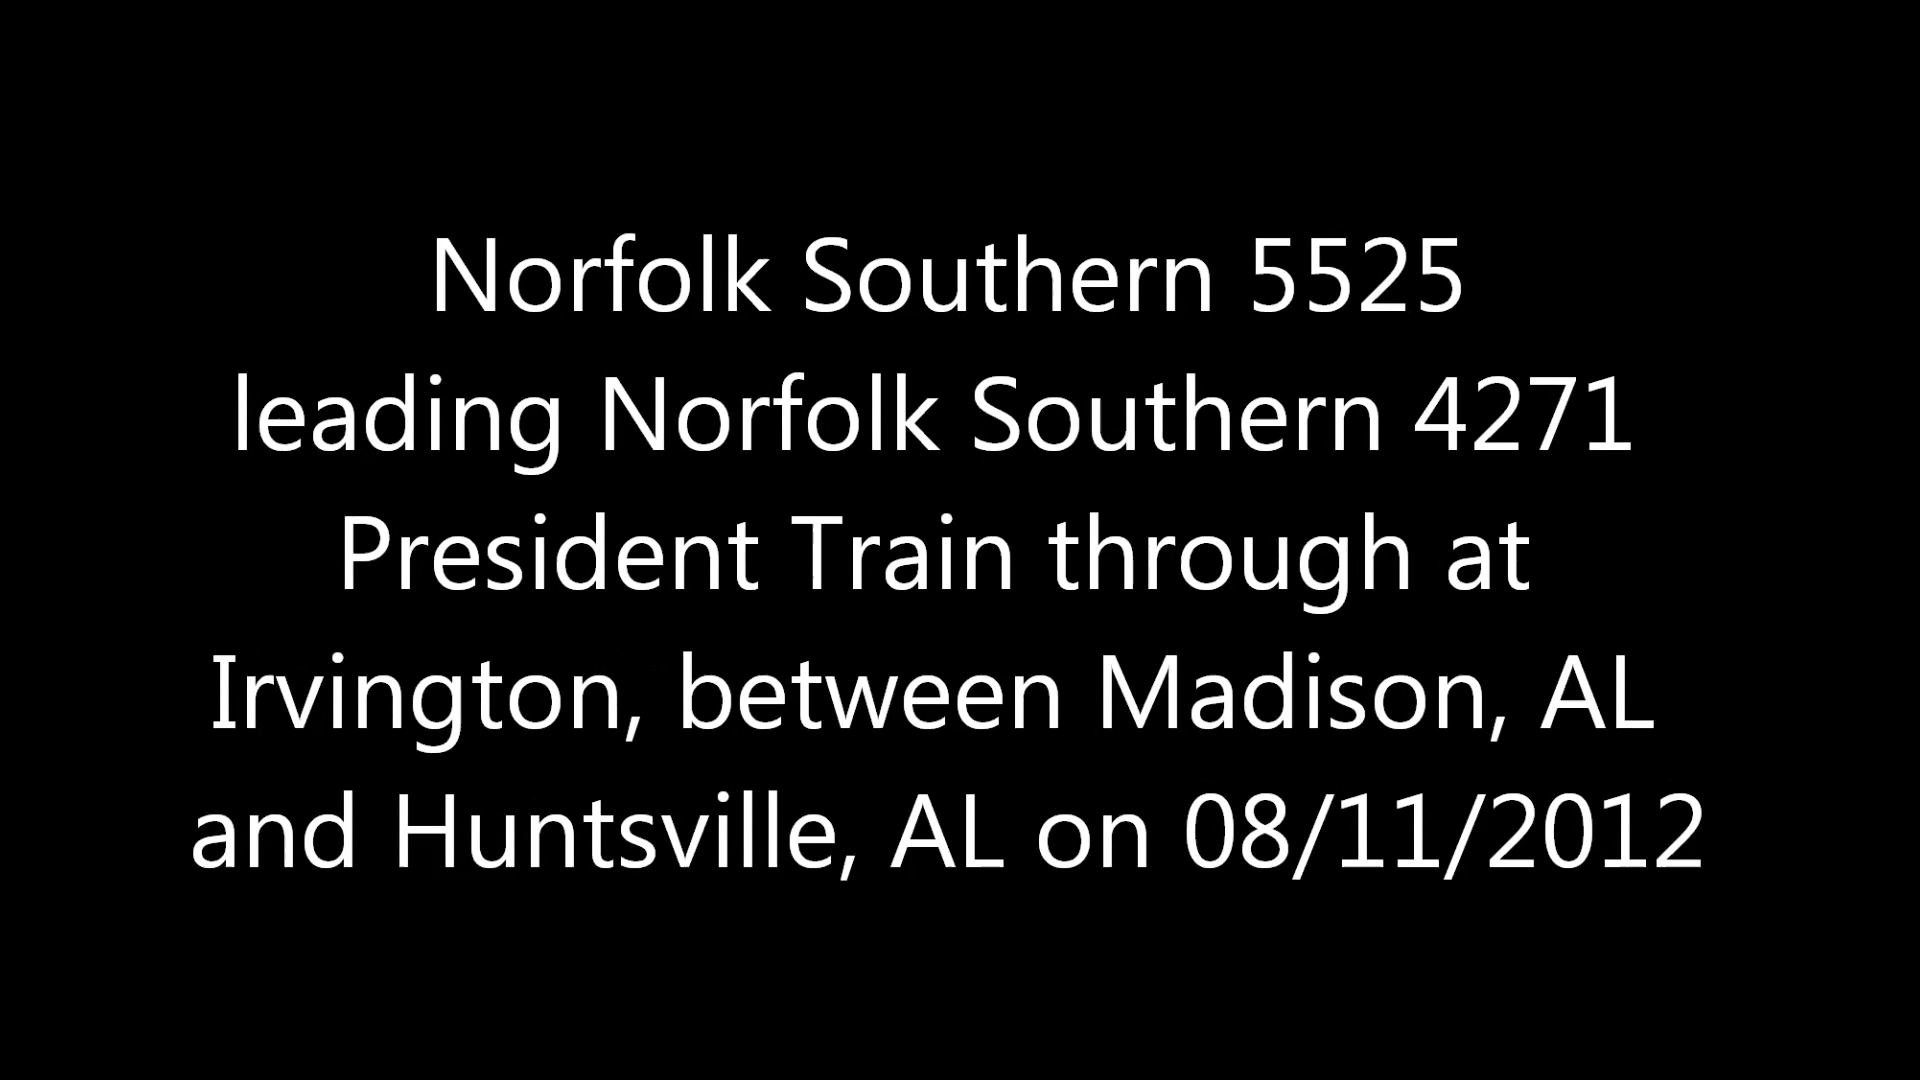 Norfolk Southern 5525
leading Norfolk Southern 4271
President Train through at
Irvington, between Madison, AL
and Huntsville, AL on 08/11/2012